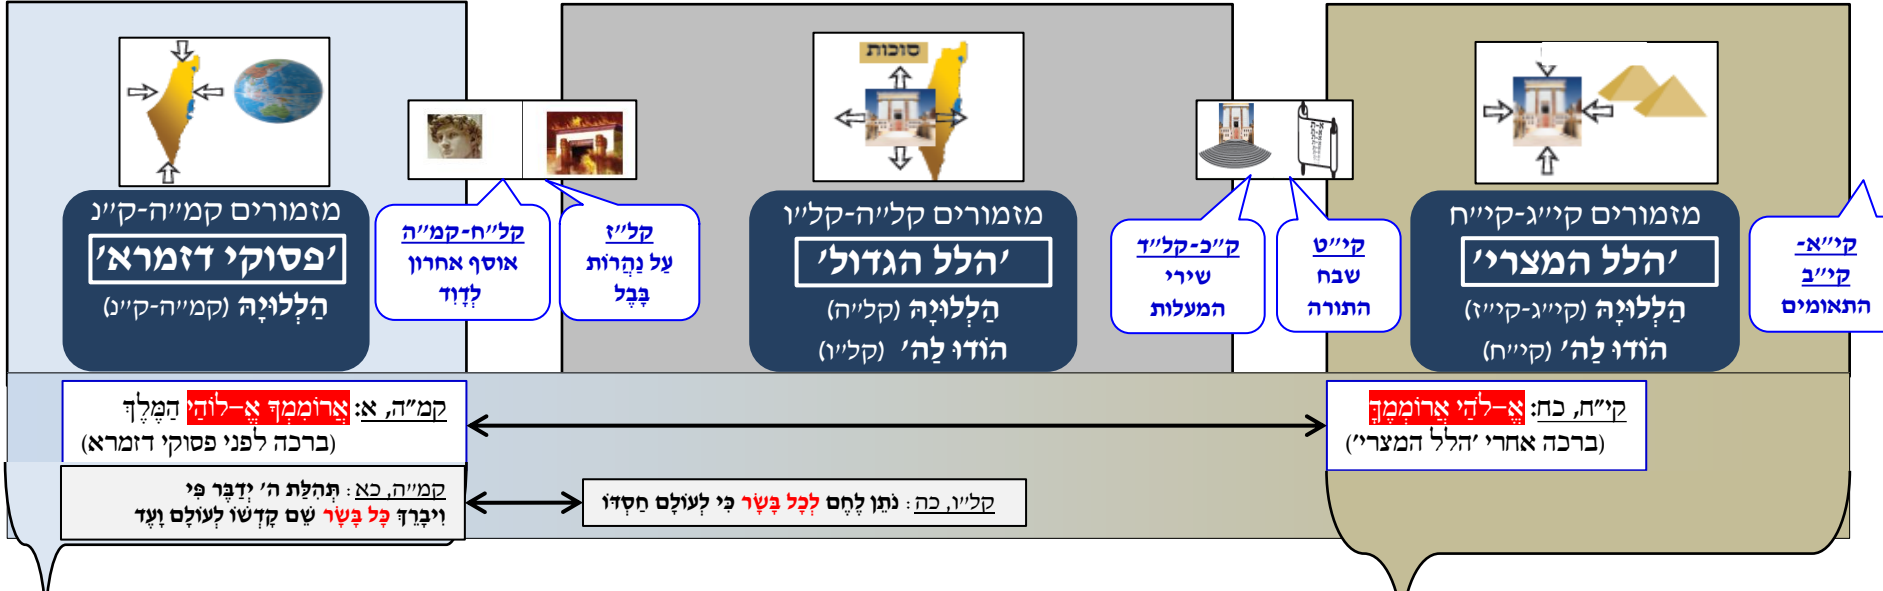 קי״א-
קי״ב
התאומים
מזמורים קי״ג-קי״ח
'הלל המצרי'
הַלְלוּיָהּ (קי״ג-קי״ז)
הוֹדוּ לַה' (קי״ח)
קי״ט
שבח
התורה
ק״כ-קל״ד
שירי
המעלות
סוכות
מזמורים קל״ה-קל״ו
'הלל הגדול'
הַלְלוּיָהּ (קל״ה)
הוֹדוּ לַה' (קל״ו)
קל״ז
עַל נַהֲרוֹת
בָּבֶל
קל״ח-קמ״ה
אוסף אחרון
לְדָוִד
מזמורים קמ״ה-ק״נ
'פסוקי דזמרא'
הַלְלוּיָהּ (קמ״ה-ק״נ)
קי״ח, כח: אֱ–לֹהַי אֲרוֹמְמֶךָּ
(ברכה אחרי 'הלל המצרי')
קמ״ה, א: אֲרוֹמִמְךָ אֱ–לוֹהַי הַמֶּלֶךְ
(ברכה לפני פסוקי דזמרא)
קל״ו, כה: נֹתֵן לֶחֶם לְכָל בָּשָׂר כִּי לְעוֹלָם חַסְדּוֹ
קמ״ה, כא: תְּהִלַּת ה' יְדַבֶּר פִּי
וִיבָרֵךְ כָּל בָּשָׂר שֵׁם קָדְשׁוֹ לְעוֹלָם וָעֶד